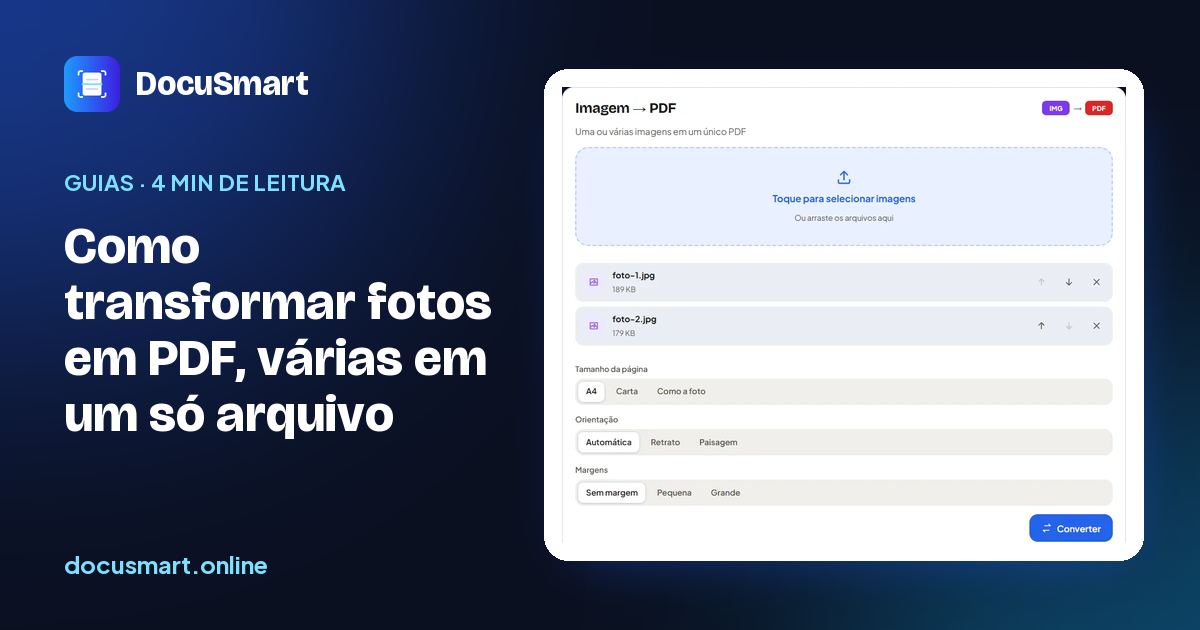 DocuSmart
GUIAS · 4 MIN DE LEITURA
Como
transformar fotos
em PDF, várias em
um só arquivo
docusmart.online
Imagem → PDF
IMG → PDF
Uma ou várias imagens em um único PDF
Toque para selecionar imagens
Ou arraste os arquivos aqui
foto-1.jpg
189 KB
foto-2.jpg
179 KB
Tamanho da página
A4 Carta Como a foto
Orientação
Automática Retrato Paisagem
Margens
Sem margem Pequena Grande
Converter